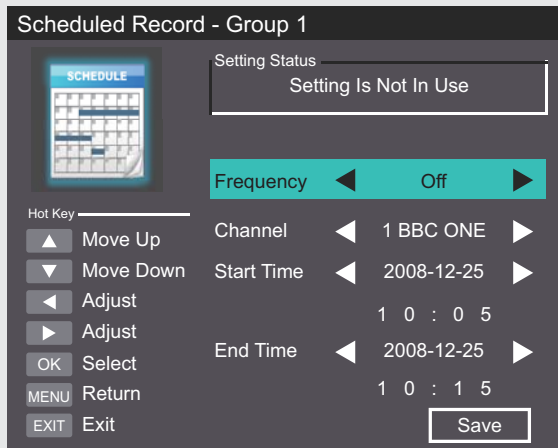 Scheduled Record - Group 1
SCHEDULE
Setting Status
Setting Is Not In Use
Frequency Off
Channel 1 BBC ONE
Start Time 2008-12-25
1 0 : 0 5
End Time 2008-12-25
1 0 : 1 5
Save
Hot Key
Move Up
Move Down
Adjust
Adjust
OK Select
MENU Return
EXIT Exit